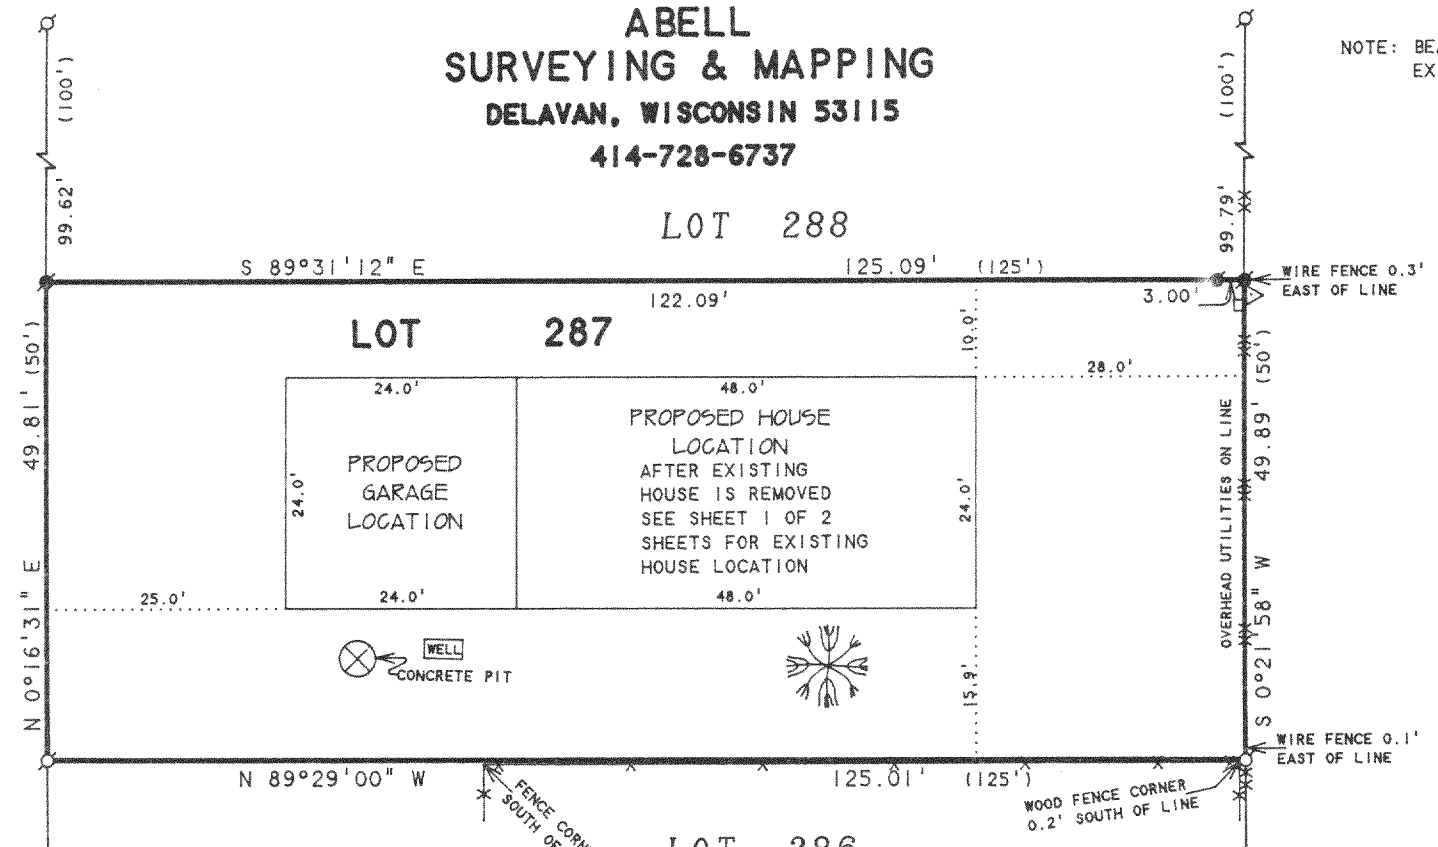 ABELL
SURVEYING & MAPPING
DELAVAN, WISCONSIN 53115
414-728-6737
NOTE:
EX
(100')
(100')
99.62'
99.79'
LOT 288
S 89°31'12" E
125.09' (125')
WIRE FENCE 0.3'
EAST OF LINE
122.09'
3.00'
LOT 287
10.0'
28.0'
24.0'
48.0'
PROPOSED HOUSE
LOCATION
AFTER EXISTING
HOUSE IS REMOVED
SEE SHEET 1 OF 2
SHEETS FOR EXISTING
HOUSE LOCATION
PROPOSED
GARAGE
LOCATION
24.0'
24.0'
24.0'
48.0'
25.0'
N 0°16'31" E 49.81' (50')
OVERHEAD UTILITIES ON LINE
S 0°21'58" W 49.89' (50')
WELL
CONCRETE PIT
15.9'
WIRE FENCE 0.1'
EAST OF LINE
N 89°29'00" W
125.01' (125')
WOOD FENCE CORNER
0.2' SOUTH OF LINE
FENCE
SOUTH OF
LOT 286